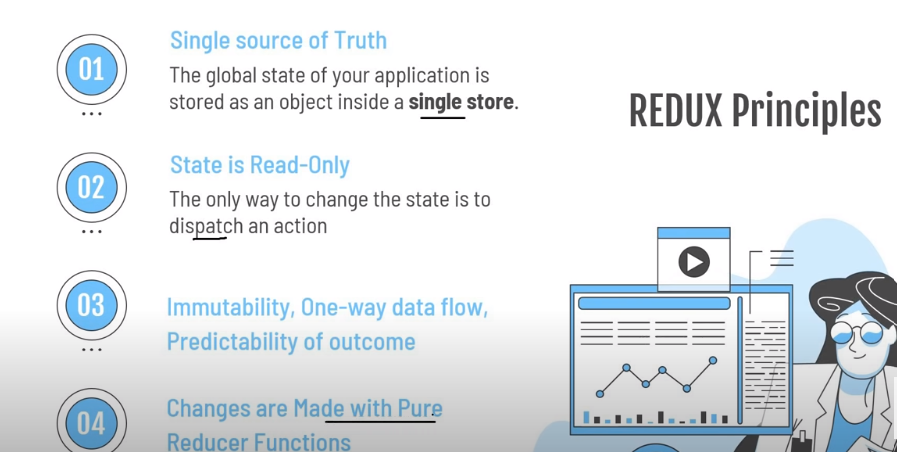 01
Single source of Truth
The global state of your application is
stored as an object inside a single store.
REDUX Principles
02
State is Read-Only
The only way to change the state is to
dispatch an action
03
Immutability, One-way data flow,
Predictability of outcome
04
Changes are Made with Pure
Reducer Functions